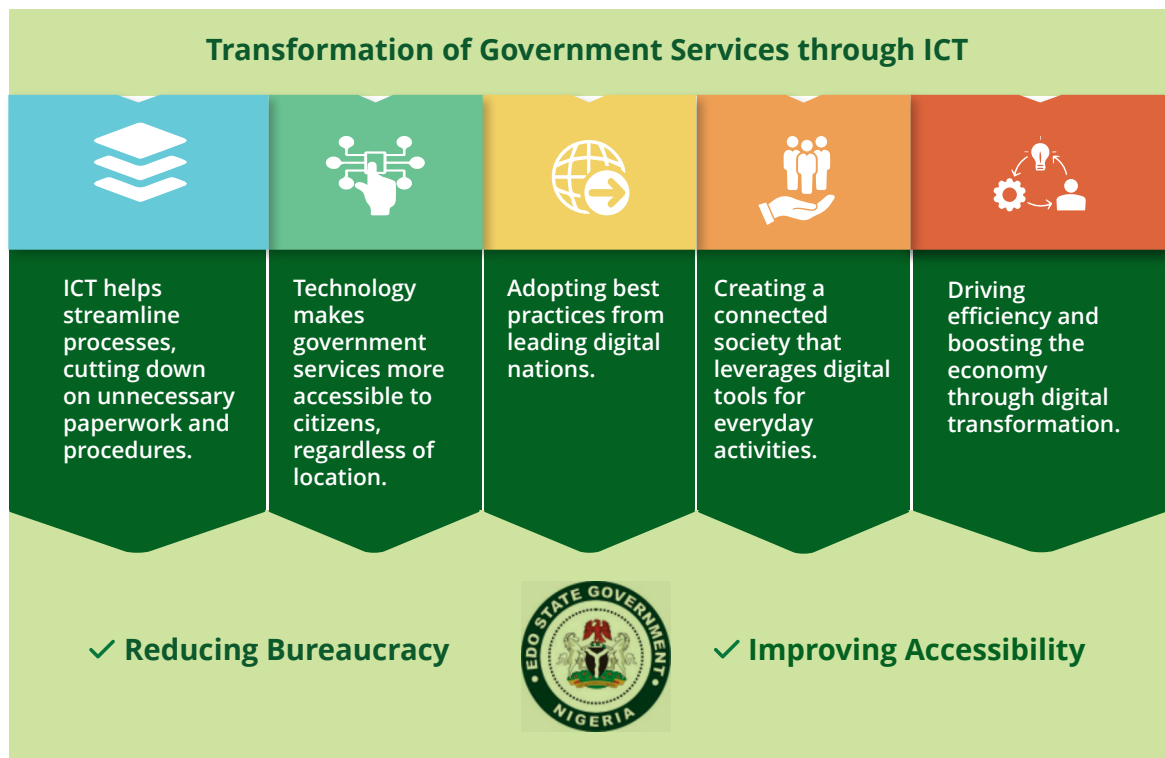 Transformation of Government Services through ICT
ICT helps
streamline
processes,
cutting down
on unnecessary
paperwork and
procedures.
Technology
makes
government
services more
accessible to
citizens,
regardless of
location.
Adopting best
practices from
leading digital
nations.
Creating a
connected
society that
leverages digital
tools for
everyday
activities.
Driving
efficiency and
boosting the
economy
through digital
transformation.
Reducing Bureaucracy
EDO STATE GOVERNMENT
NIGERIA
Improving Accessibility